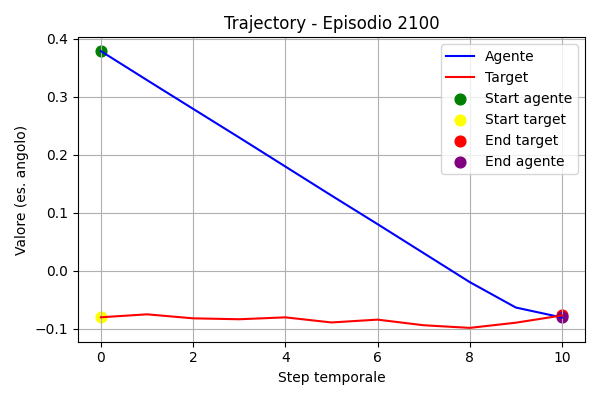 Trajectory - Episodio 2100
Valore (es. angolo)
0.4
0.3
0.2
0.1
0.0
−0.1
0
2
4
6
8
10
Step temporale
Agente
Target
Start agente
Start target
End target
End agente